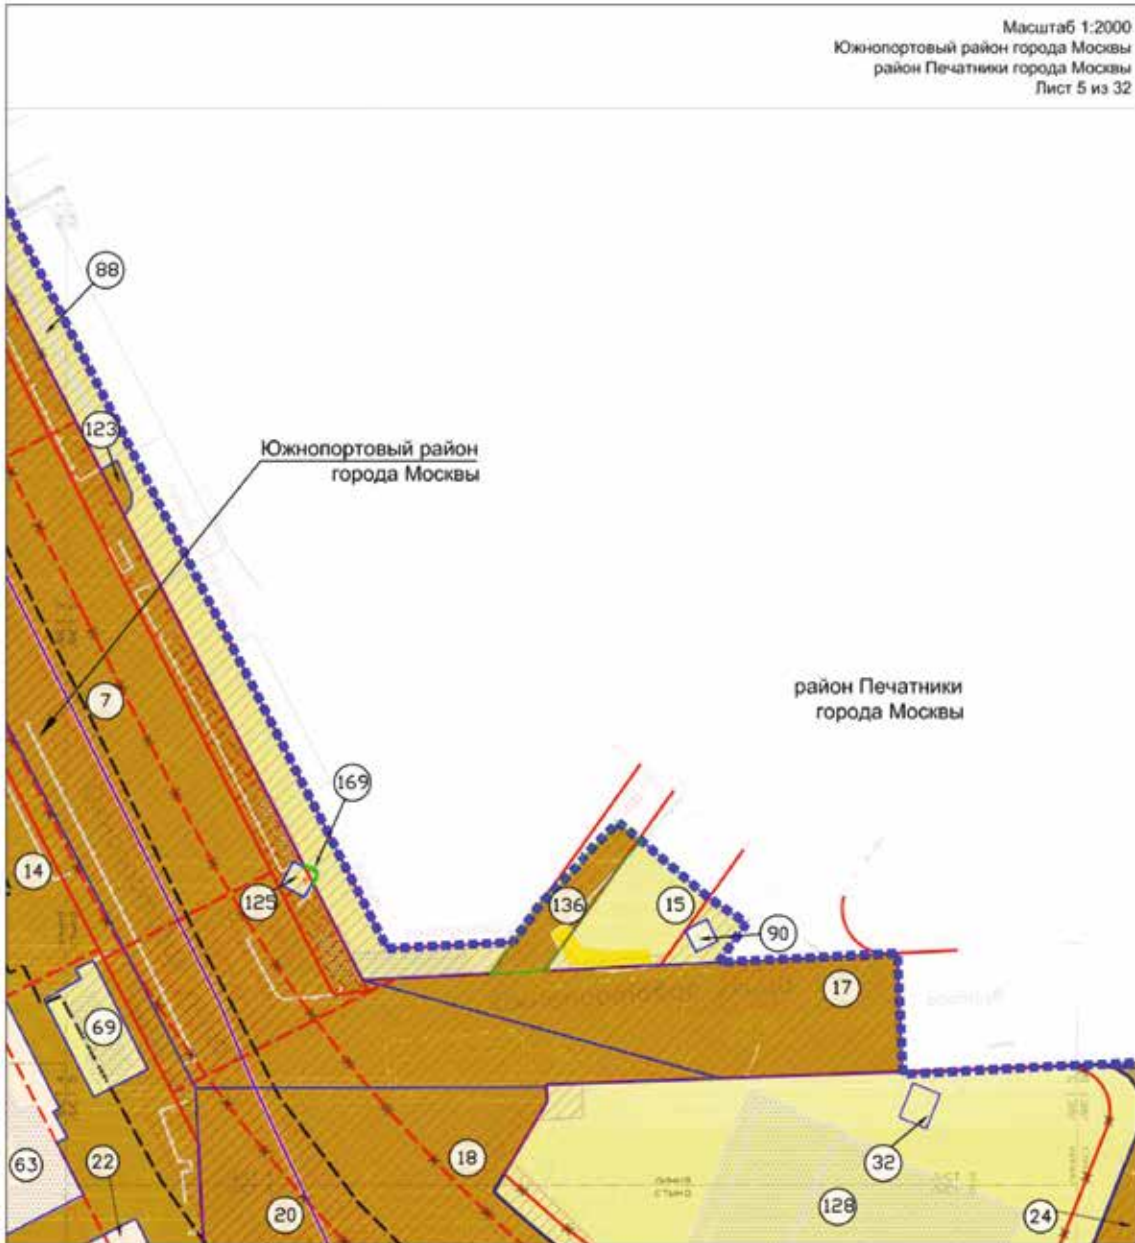 Масштаб 1:2000
Южнопортовый район города Москвы
район Печатники города Москвы
Лист 5 из 32
88
123
Южнопортовый район
города Москвы
7
район Печатники
города Москвы
169
14
125
136
15
90
17
69
63
22
18
32
20
128
24